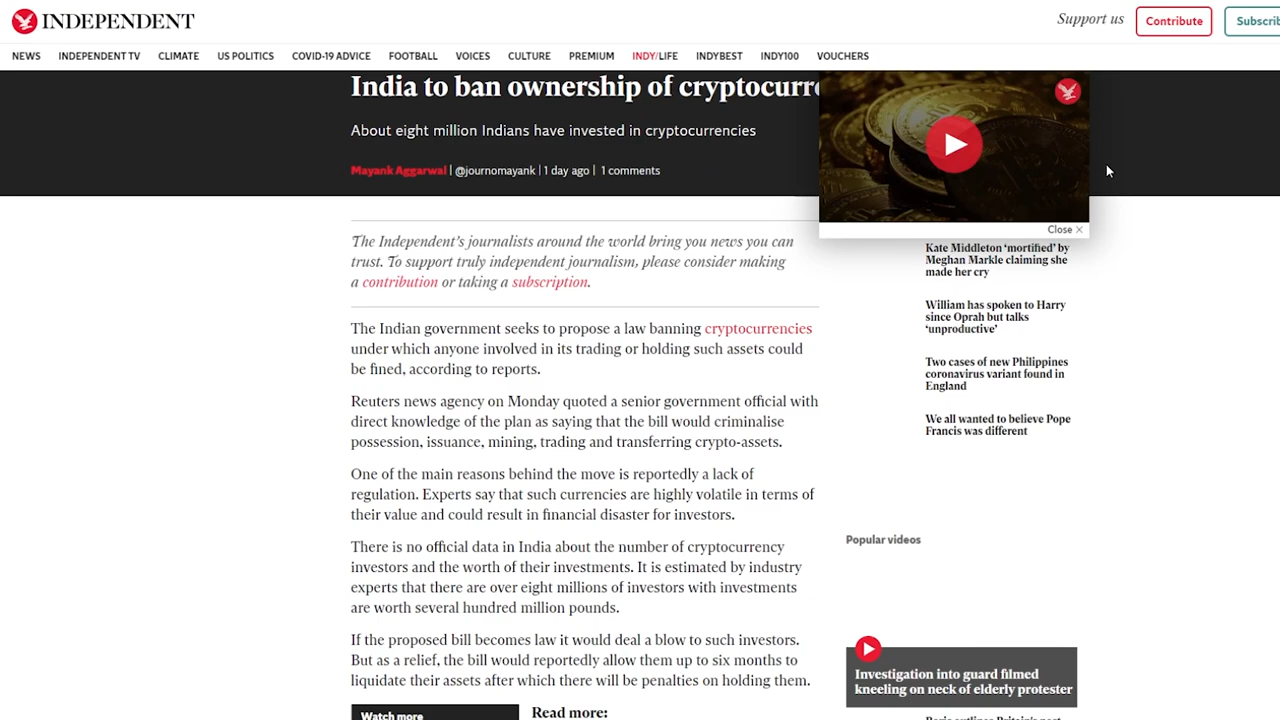 INDEPENDENT
Support us
Contribute
Subscrib
NEWS INDEPENDENT TV CLIMATE US POLITICS COVID-19 ADVICE FOOTBALL VOICES CULTURE PREMIUM INDY/LIFE INDYBEST INDY100 VOUCHERS
India to ban ownership of cryptocurre
About eight million Indians have invested in cryptocurrencies
Mayank Aggarwal | @journomayank | 1 day ago | 1 comments
Close ×
The Independent's journalists around the world bring you news you can
trust. To support truly independent journalism, please consider making
a contribution or taking a subscription.
The Indian government seeks to propose a law banning cryptocurrencies
under which anyone involved in its trading or holding such assets could
be fined, according to reports.
Reuters news agency on Monday quoted a senior government official with
direct knowledge of the plan as saying that the bill would criminalise
possession, issuance, mining, trading and transferring crypto-assets.
One of the main reasons behind the move is reportedly a lack of
regulation. Experts say that such currencies are highly volatile in terms of
their value and could result in financial disaster for investors.
There is no official data in India about the number of cryptocurrency
investors and the worth of their investments. It is estimated by industry
experts that there are over eight millions of investors with investments
are worth several hundred million pounds.
If the proposed bill becomes law it would deal a blow to such investors.
But as a relief, the bill would reportedly allow them up to six months to
liquidate their assets after which there will be penalties on holding them.
Watch more
Read more:
Kate Middleton ‘mortified’ by
Meghan Markle claiming she
made her cry
William has spoken to Harry
since Oprah but talks
‘unproductive’
Two cases of new Philippines
coronavirus variant found in
England
We all wanted to believe Pope
Francis was different
Popular videos
Investigation into guard filmed
kneeling on neck of elderly protester